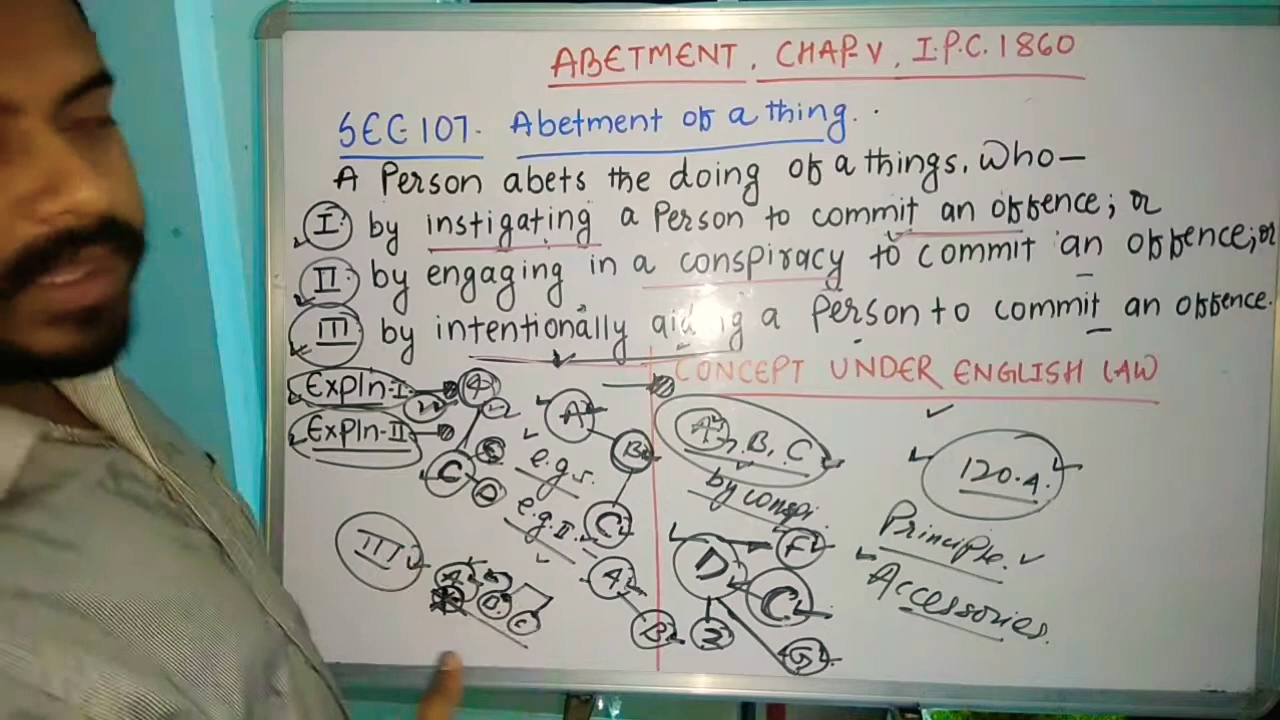 ABETMENT, CHAP-V, I.P.C. 1860
SEC-107. Abetment of a thing.
A Person abets the doing of a things. Who—
I. by instigating a Person to commit an offence; or
II. by engaging in a conspiracy to commit an offence; or
III by intentionally aiding a Person to commit an offence.
CONCEPT UNDER ENGLISH LAW
Expln-I
Expln-II
A
B
C
C
D
e.g.
e.g. II.
A
B
III
A
B
C
A, B, C
by conspi.
D
F
C
G
120.A.
Principle.
Accessories.